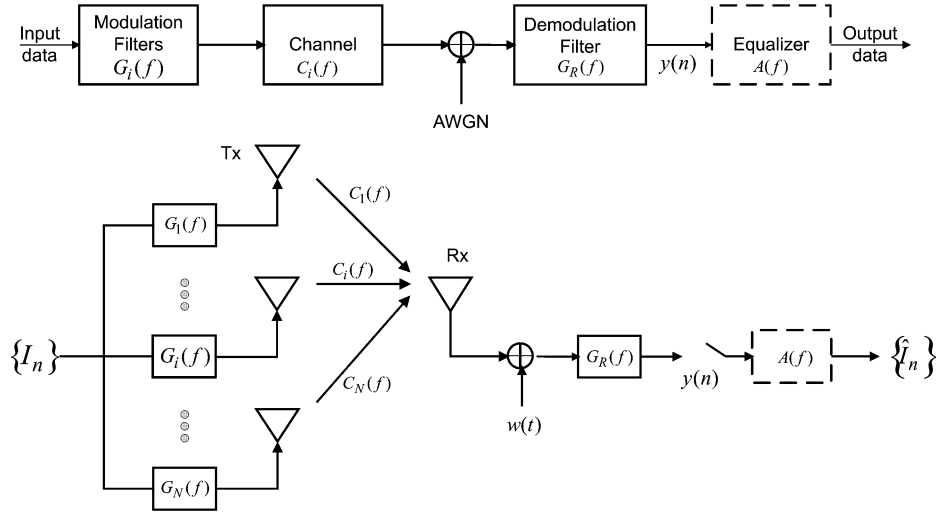 Input
data
Modulation
Filters
G_i(f)
Channel
C_i(f)
AWGN
Demodulation
Filter
G_R(f)
y(n)
Equalizer
A(f)
Output
data
Tx
G_1(f)
C_1(f)
C_i(f)
Rx
{I_n}
G_i(f)
C_N(f)
G_R(f)
y(n)
A(f)
{Î_n}
w(t)
G_N(f)